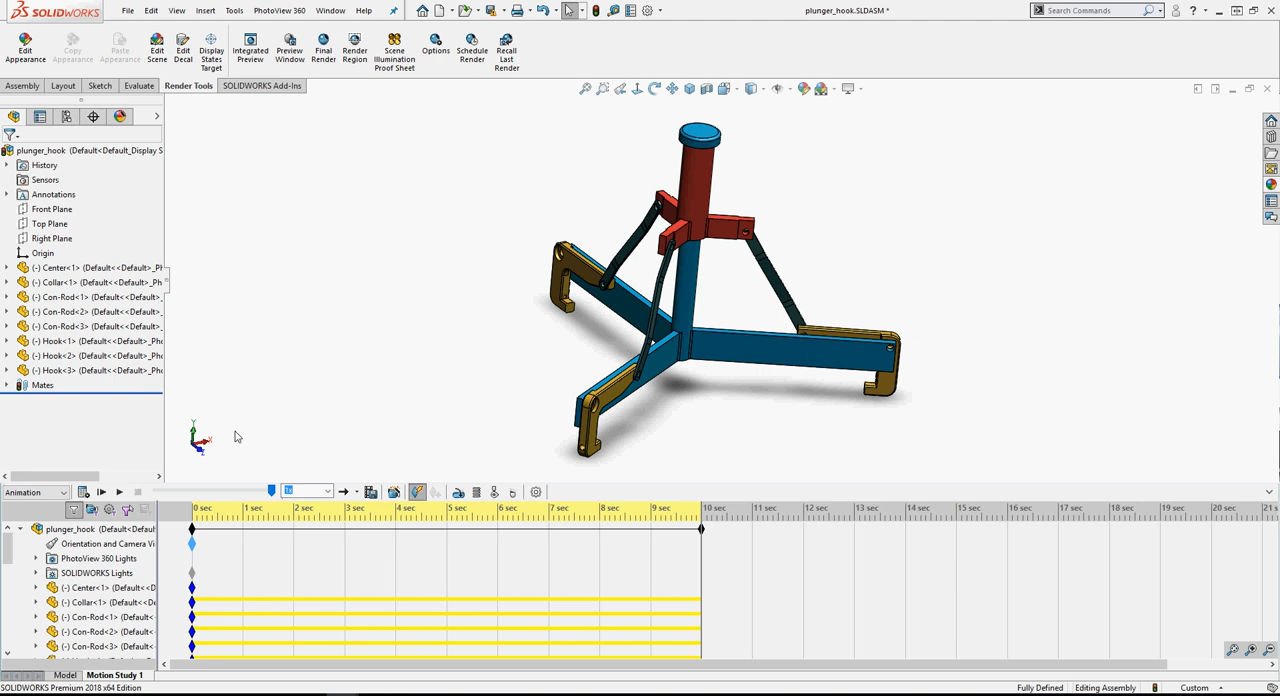 SOLIDWORKS
File Edit View Insert Tools PhotoView 360 Window Help
plunger_hook.SLDASM *
Search Commands
Edit Appearance
Copy Appearance
Paste Appearance
Edit Scene
Edit Decal
Display States Target
Integrated Preview
Preview Window
Final Render
Render Region
Scene Illumination Proof Sheet
Options
Schedule Render
Recall Last Render
Assembly Layout Sketch Evaluate Render Tools SOLIDWORKS Add-Ins
plunger_hook (Default<Default_Display S
History
Sensors
Annotations
Front Plane
Top Plane
Right Plane
Origin
(-) Center<1> (Default<<Default>_Ph
(-) Collar<1> (Default<<Default>_Ph
(-) Con-Rod<1> (Default<<Default>_
(-) Con-Rod<2> (Default<<Default>_
(-) Con-Rod<3> (Default<<Default>_
(-) Hook<1> (Default<<Default>_Pho
(-) Hook<2> (Default<<Default>_Pho
(-) Hook<3> (Default<<Default>_Pho
Mates
Y
X
Z
Animation
0 sec 1 sec 2 sec 3 sec 4 sec 5 sec 6 sec 7 sec 8 sec 9 sec 10 sec 11 sec 12 sec 13 sec 14 sec 15 sec 16 sec 17 sec 18 sec 19 sec 20 sec 21 s
plunger_hook (Default<Defaul
Orientation and Camera Vi
PhotoView 360 Lights
SOLIDWORKS Lights
(-) Center<1> (Default<<D
(-) Collar<1> (Default<<De
(-) Con-Rod<1> (Default<<
(-) Con-Rod<2> (Default<<
(-) Con-Rod<3> (Default<<
Model Motion Study 1
SOLIDWORKS Premium 2018 x64 Edition
Fully Defined Editing Assembly Custom